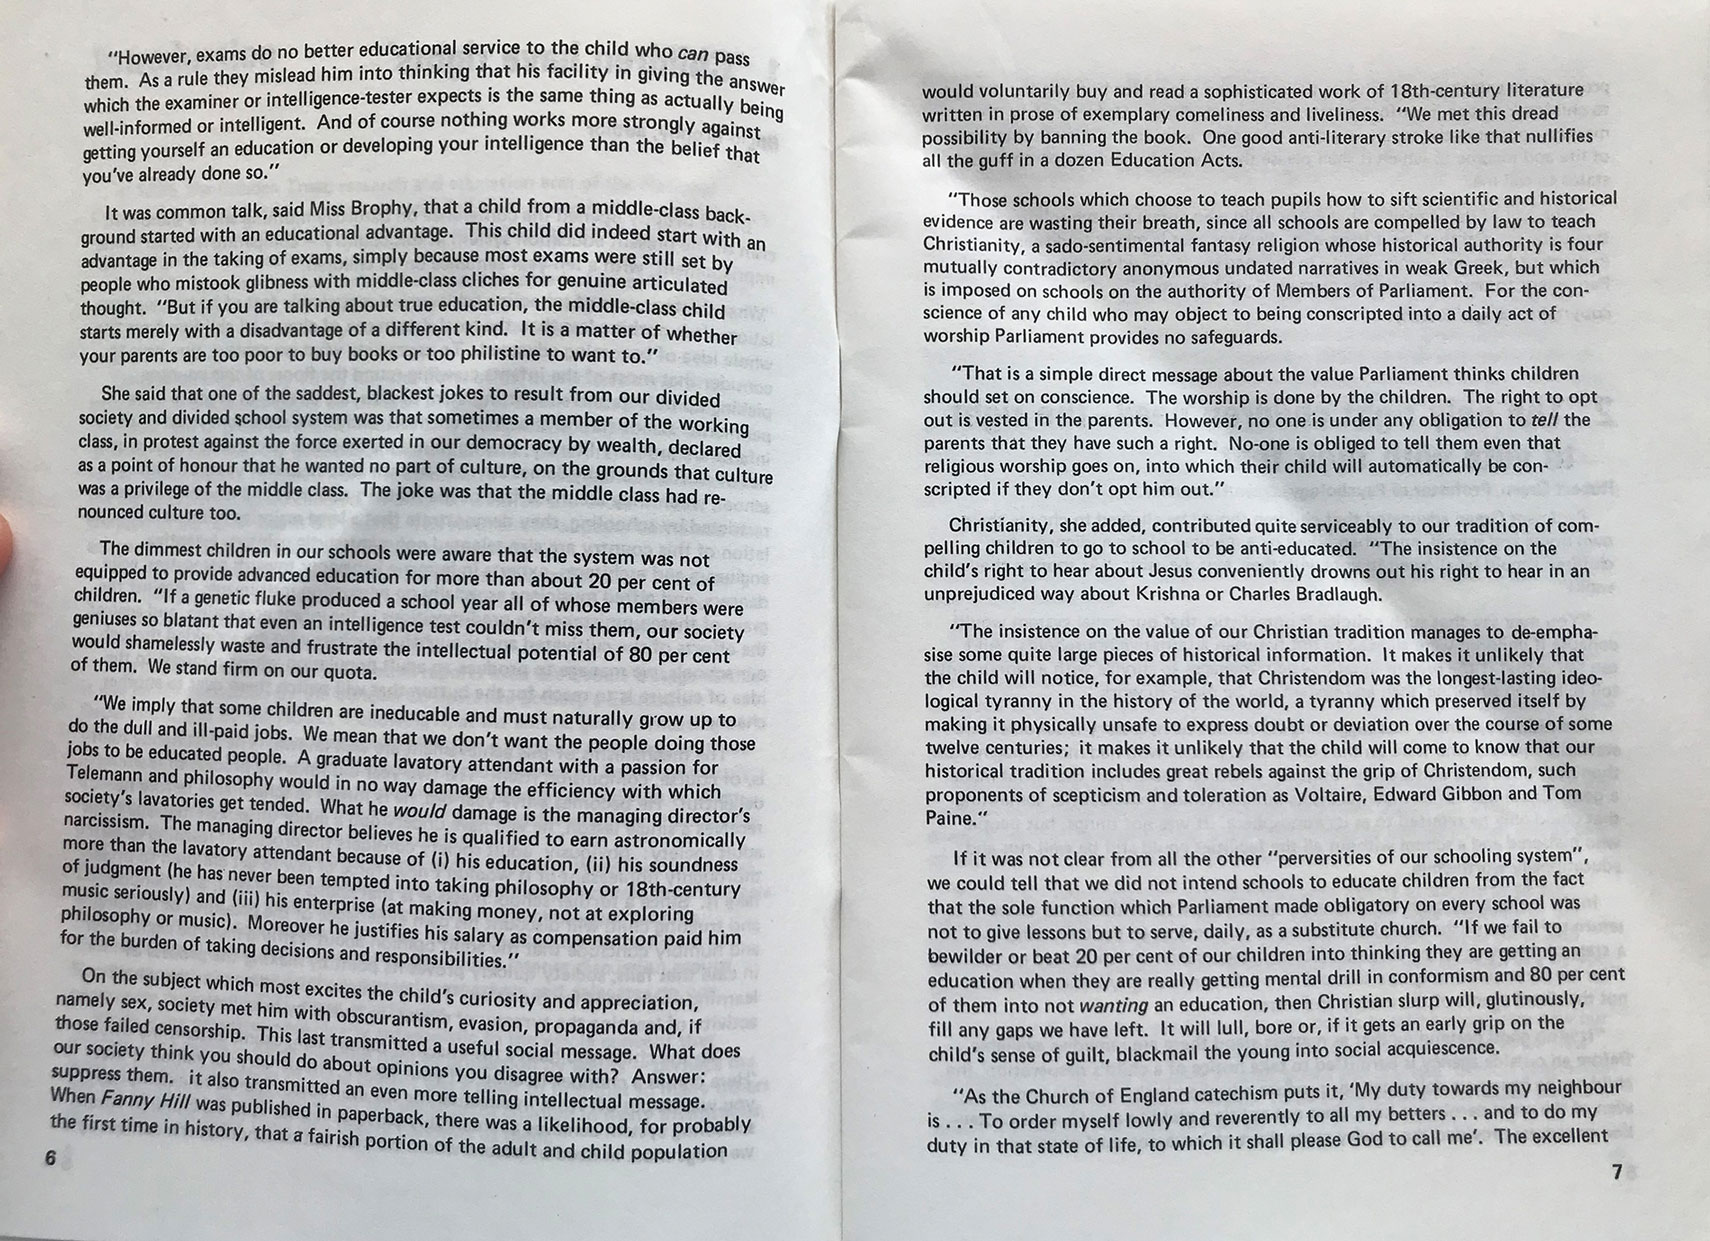 "However, exams do no better educational service to the child who can pass
them. As a rule they mislead him into thinking that his facility in giving the answer
which the examiner or intelligence-tester expects is the same thing as actually being
well-informed or intelligent. And of course nothing works more strongly against
getting yourself an education or developing your intelligence than the belief that
you've already done so."
It was common talk, said Miss Brophy, that a child from a middle-class back-
ground started with an educational advantage. This child did indeed start with an
advantage in the taking of exams, simply because most exams were still set by
people who mistook glibness with middle-class cliches for genuine articulated
thought. "But if you are talking about true education, the middle-class child
starts merely with a disadvantage of a different kind. It is a matter of whether
your parents are too poor to buy books or too philistine to want to."
She said that one of the saddest, blackest jokes to result from our divided
society and divided school system was that sometimes a member of the working
class, in protest against the force exerted in our democracy by wealth, declared
as a point of honour that he wanted no part of culture, on the grounds that culture
was a privilege of the middle class. The joke was that the middle class had re-
nounced culture too.
The dimmest children in our schools were aware that the system was not
equipped to provide advanced education for more than about 20 per cent of
children. "If a genetic fluke produced a school year all of whose members were
geniuses so blatant that even an intelligence test couldn't miss them, our society
would shamelessly waste and frustrate the intellectual potential of 80 per cent
of them. We stand firm on our quota.
"We imply that some children are ineducable and must naturally grow up to
do the dull and ill-paid jobs. We mean that we don't want the people doing those
jobs to be educated people. A graduate lavatory attendant with a passion for
Telemann and philosophy would in no way damage the efficiency with which
society's lavatories get tended. What he would damage is the managing director's
narcissism. The managing director believes he is qualified to earn astronomically
more than the lavatory attendant because of (i) his education, (ii) his soundness
of judgment (he has never been tempted into taking philosophy or 18th-century
music seriously) and (iii) his enterprise (at making money, not at exploring
philosophy or music). Moreover he justifies his salary as compensation paid him
for the burden of taking decisions and responsibilities."
On the subject which most excites the child's curiosity and appreciation,
namely sex, society met him with obscurantism, evasion, propaganda and, if
those failed censorship. This last transmitted a useful social message. What does
our society think you should do about opinions you disagree with? Answer:
suppress them. it also transmitted an even more telling intellectual message.
When Fanny Hill was published in paperback, there was a likelihood, for probably
the first time in history, that a fairish portion of the adult and child population
6
would voluntarily buy and read a sophisticated work of 18th-century literature
written in prose of exemplary comeliness and liveliness. "We met this dread
possibility by banning the book. One good anti-literary stroke like that nullifies
all the guff in a dozen Education Acts.
"Those schools which choose to teach pupils how to sift scientific and historical
evidence are wasting their breath, since all schools are compelled by law to teach
Christianity, a sado-sentimental fantasy religion whose historical authority is four
mutually contradictory anonymous undated narratives in weak Greek, but which
is imposed on schools on the authority of Members of Parliament. For the con-
science of any child who may object to being conscripted into a daily act of
worship Parliament provides no safeguards.
"That is a simple direct message about the value Parliament thinks children
should set on conscience. The worship is done by the children. The right to opt
out is vested in the parents. However, no one is under any obligation to tell the
parents that they have such a right. No-one is obliged to tell them even that
religious worship goes on, into which their child will automatically be con-
scripted if they don't opt him out."
Christianity, she added, contributed quite serviceably to our tradition of com-
pelling children to go to school to be anti-educated. "The insistence on the
child's right to hear about Jesus conveniently drowns out his right to hear in an
unprejudiced way about Krishna or Charles Bradlaugh.
"The insistence on the value of our Christian tradition manages to de-empha-
sise some quite large pieces of historical information. It makes it unlikely that
the child will notice, for example, that Christendom was the longest-lasting ideo-
logical tyranny in the history of the world, a tyranny which preserved itself by
making it physically unsafe to express doubt or deviation over the course of some
twelve centuries; it makes it unlikely that the child will come to know that our
historical tradition includes great rebels against the grip of Christendom, such
proponents of scepticism and toleration as Voltaire, Edward Gibbon and Tom
Paine."
If it was not clear from all the other "perversities of our schooling system",
we could tell that we did not intend schools to educate children from the fact
that the sole function which Parliament made obligatory on every school was
not to give lessons but to serve, daily, as a substitute church. "If we fail to
bewilder or beat 20 per cent of our children into thinking they are getting an
education when they are really getting mental drill in conformism and 80 per cent
of them into not wanting an education, then Christian slurp will, glutinously,
fill any gaps we have left. It will lull, bore or, if it gets an early grip on the
child's sense of guilt, blackmail the young into social acquiescence.
"As the Church of England catechism puts it, 'My duty towards my neighbour
is . . . To order myself lowly and reverently to all my betters . . . and to do my
duty in that state of life, to which it shall please God to call me'. The excellent
7